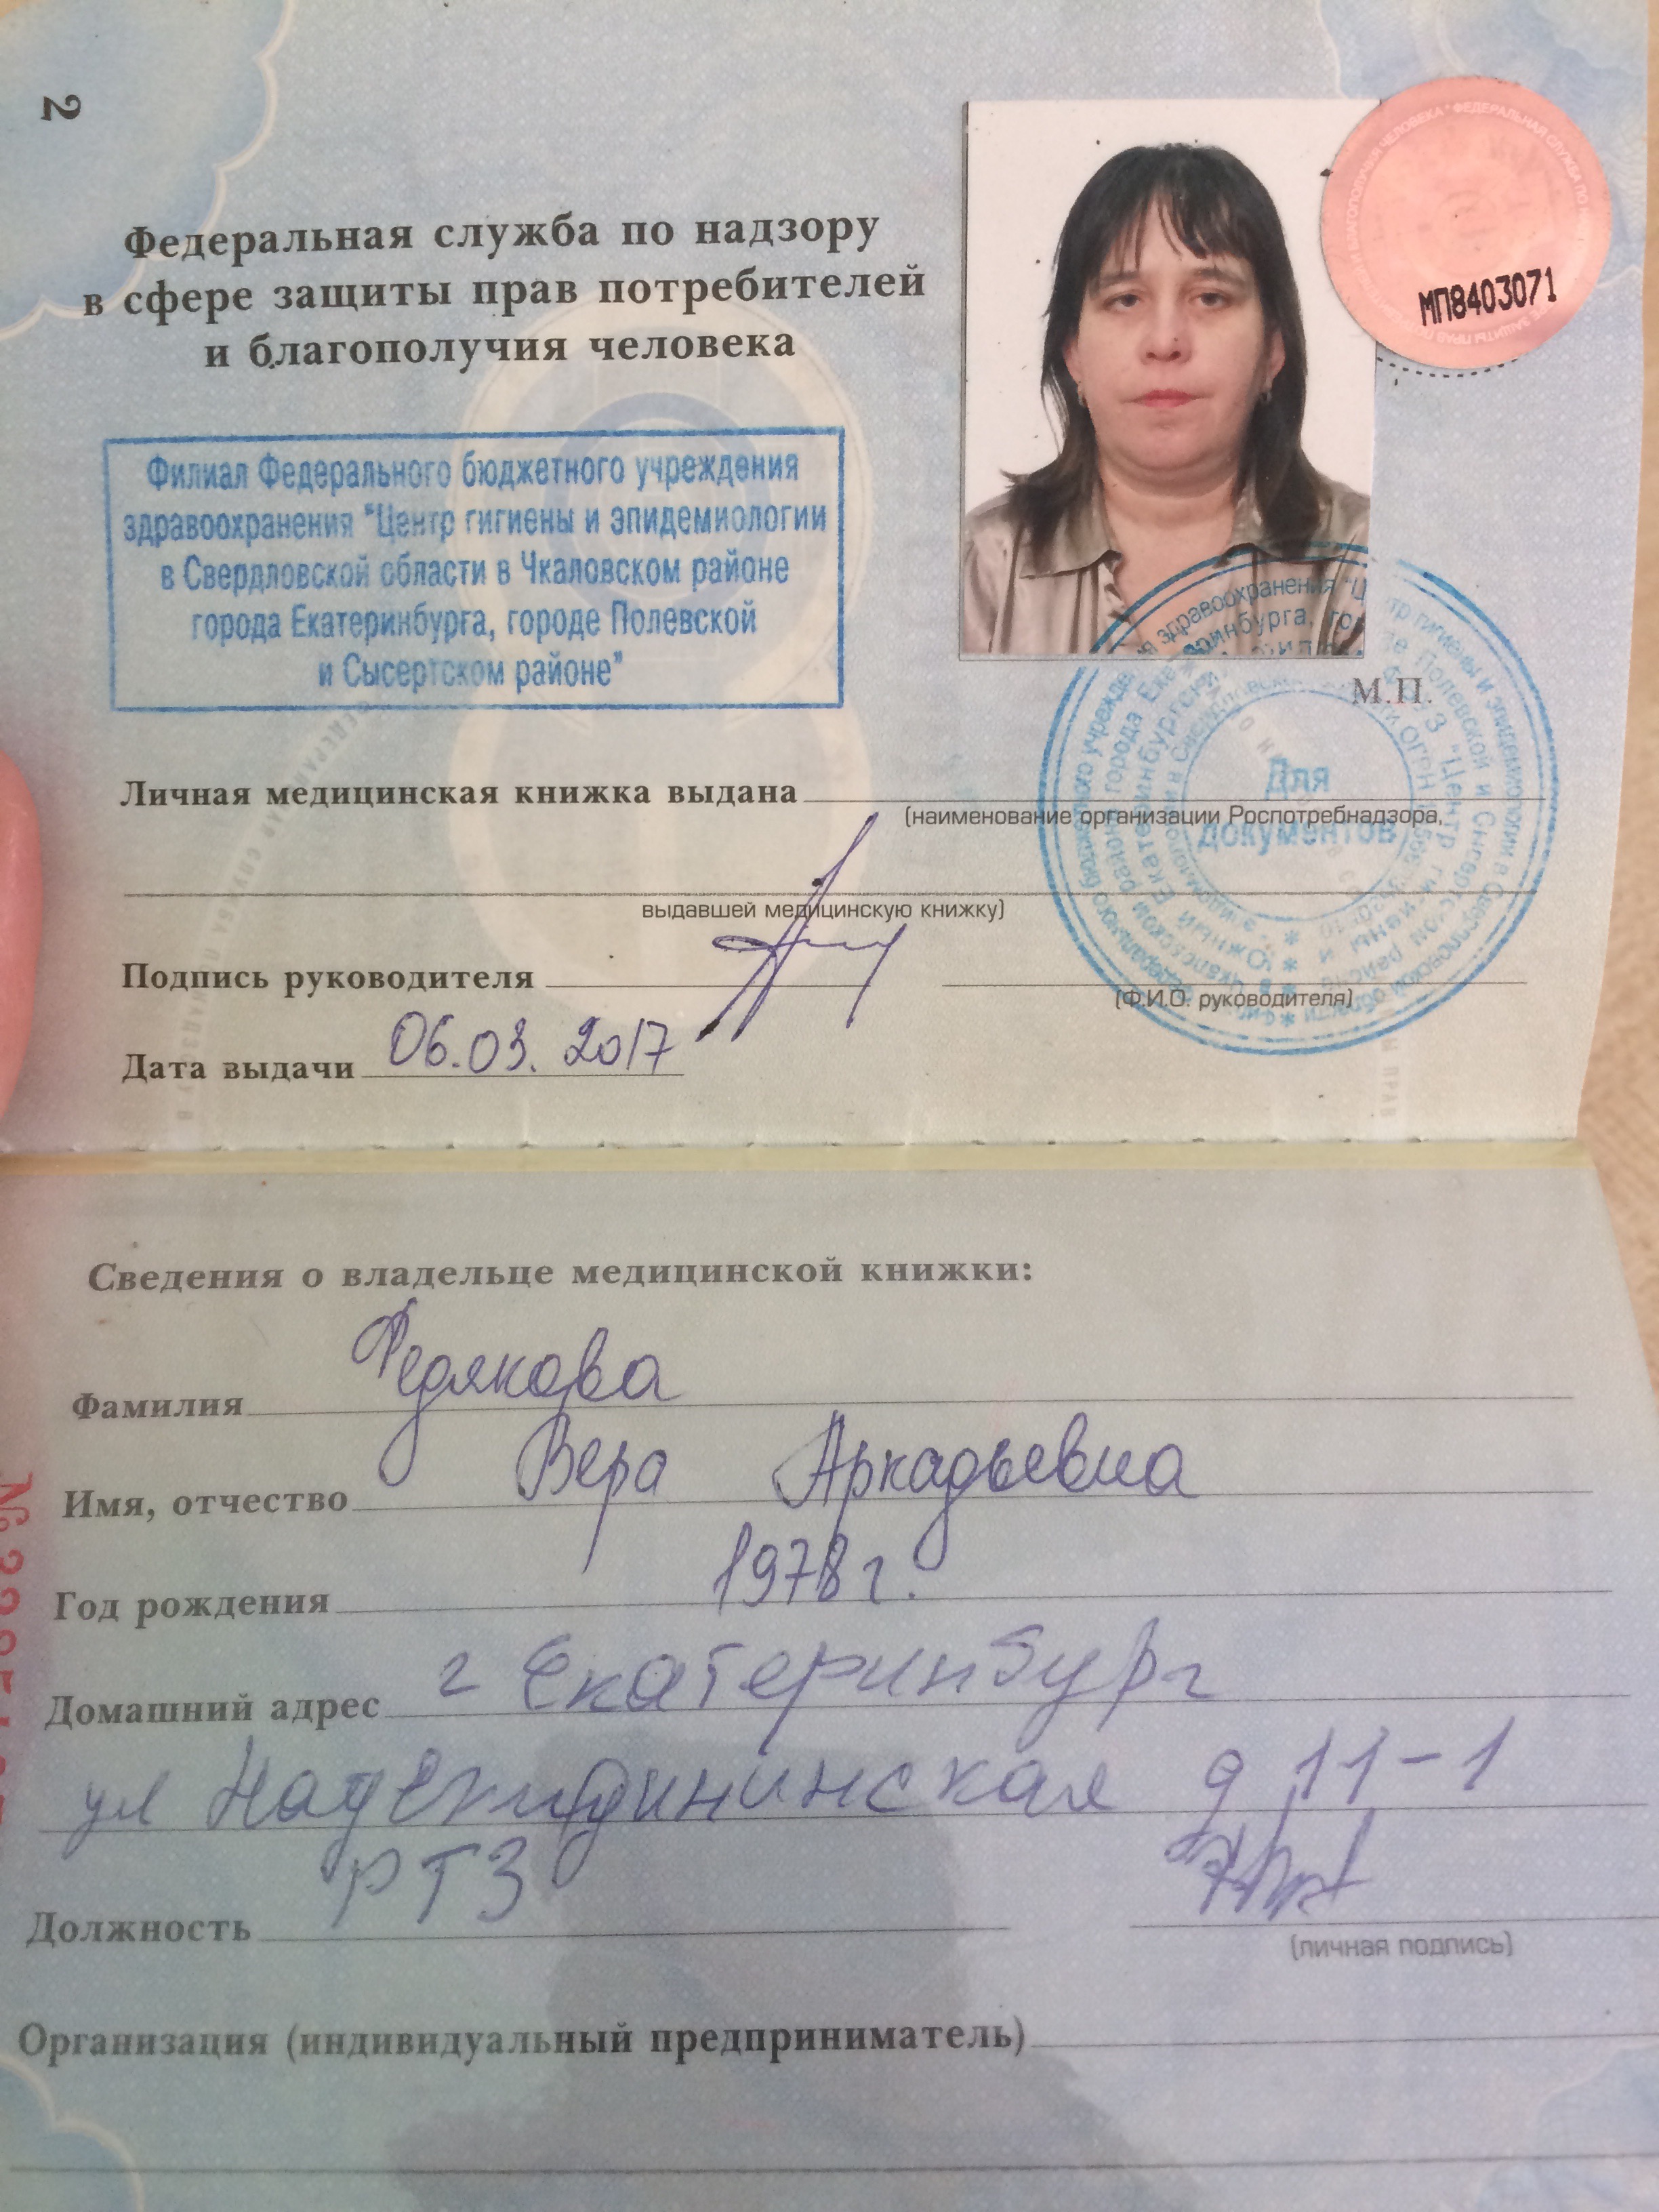 2
Федеральная служба по надзору
в сфере защиты прав потребителей
и благополучия человека
МП8403071
Филиал Федерального бюджетного учреждения
здравоохранения "Центр гигиены и эпидемиологии
в Свердловской области в Чкаловском районе
города Екатеринбурга, городе Полевской
и Сысертском районе"
М.П.
Для
документов
Личная медицинская книжка выдана
(наименование организации Роспотребнадзора,
выдавшей медицинскую книжку)
Подпись руководителя
(Ф.И.О. руководителя)
Дата выдачи 06.03.2017
Сведения о владельце медицинской книжки:
Фамилия Федякова
Имя, отчество Вера Аркадьевна
Год рождения 1978 г.
Домашний адрес г Екатеринбург
ул д 11-1
Должность РТЗ
(личная подпись)
Организация (индивидуальный предприниматель)